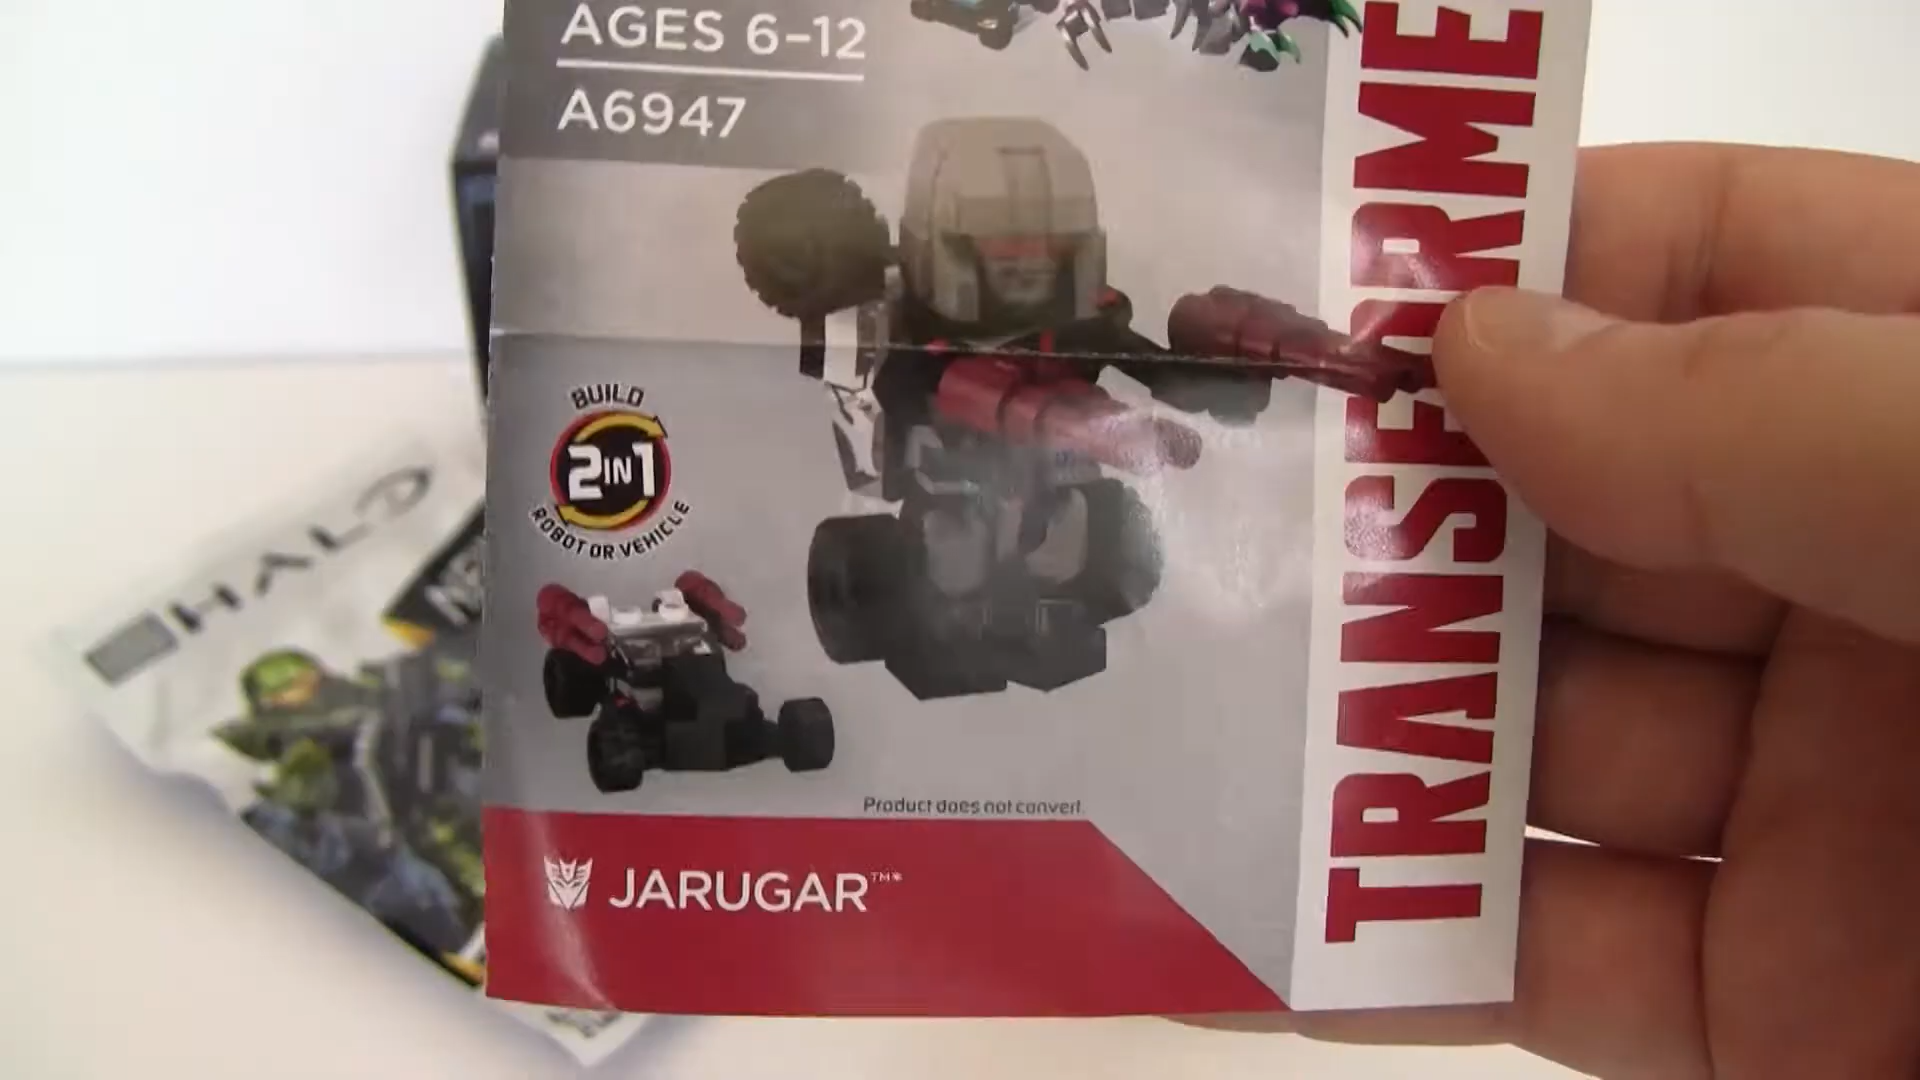 AGES 6-12
A6947
TRANSFORME
BUILD
2 IN 1
ROBOT OR VEHICLE
HALO
Product does not convert.
JARUGAR™*